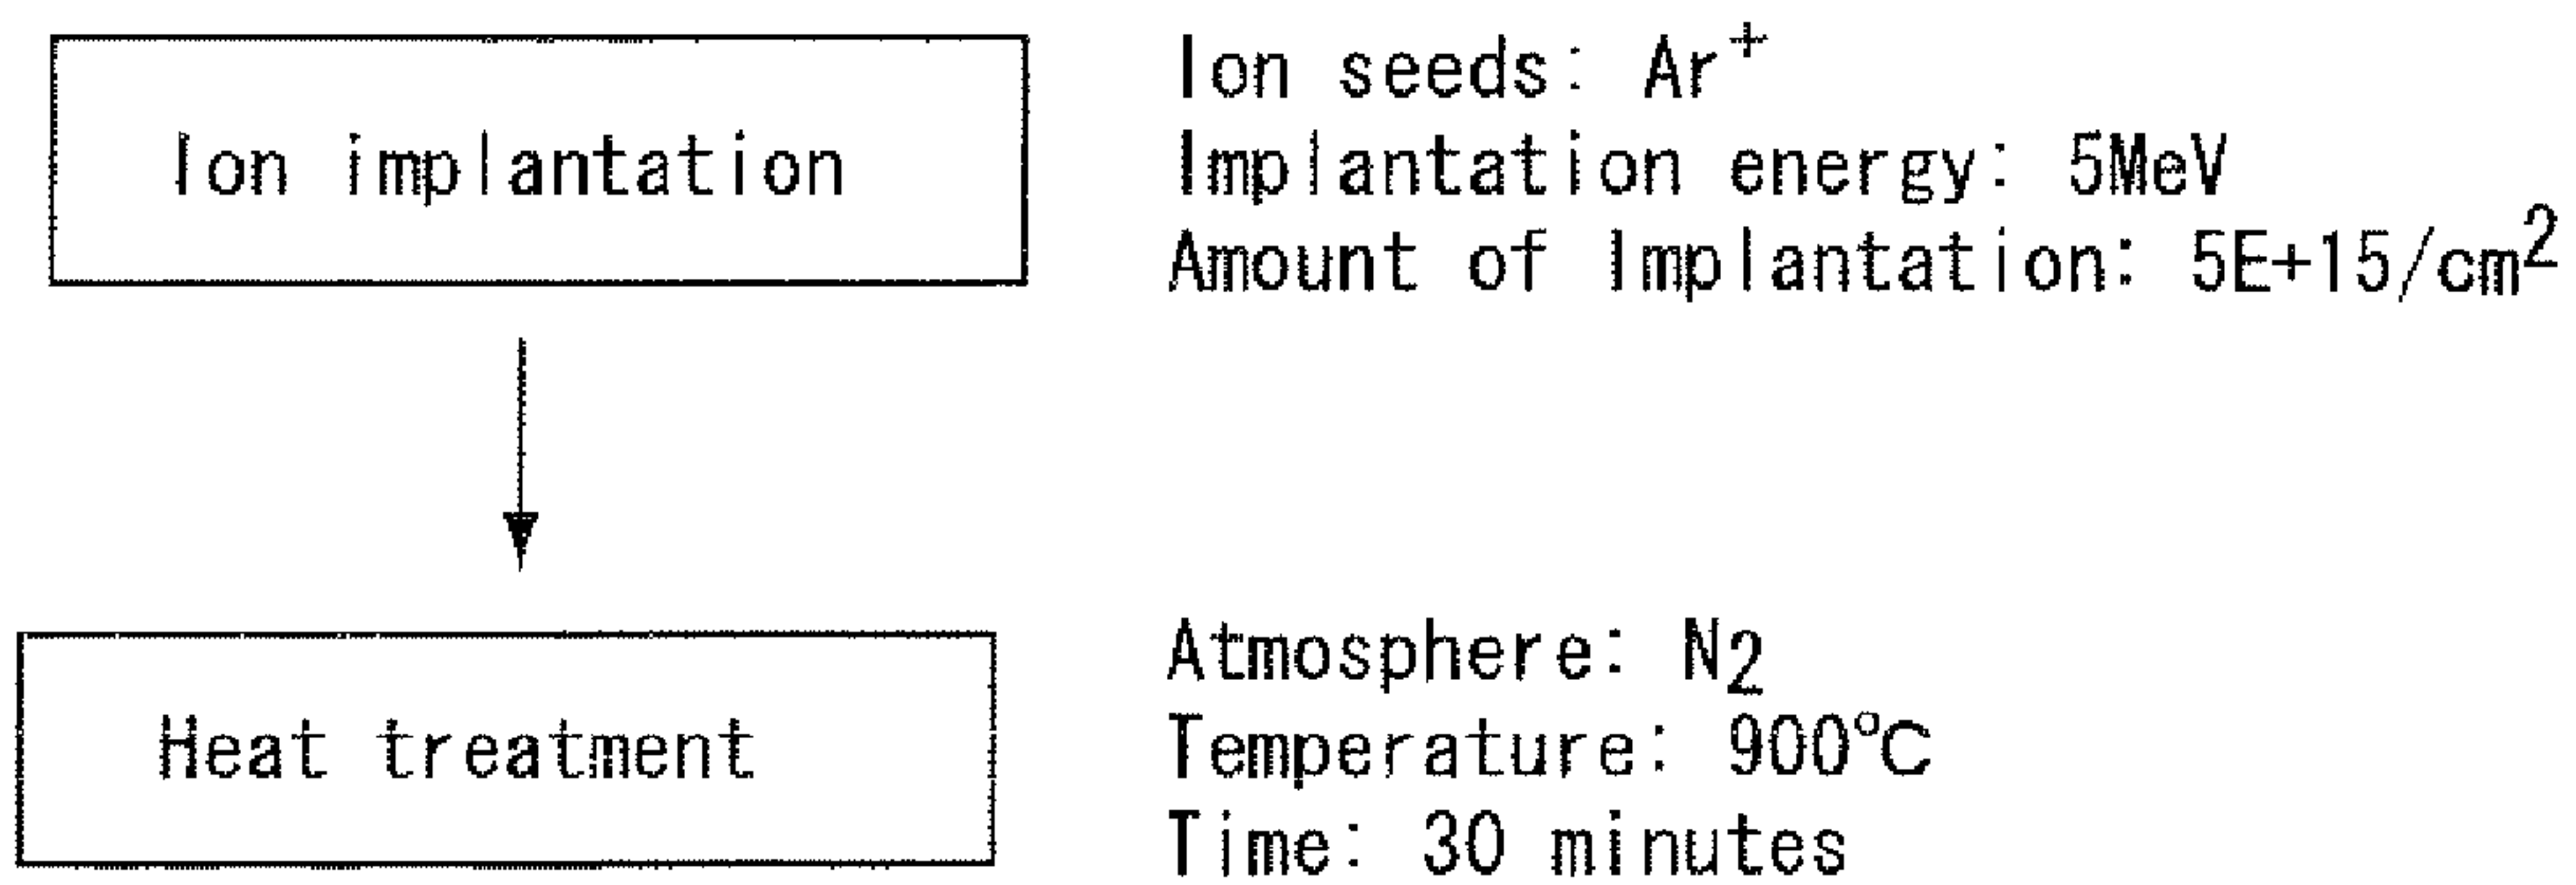 Ion implantation
Ion seeds: Ar⁺
Implantation energy: 5MeV
Amount of Implantation: 5E+15/cm²
Heat treatment
Atmosphere: N₂
Temperature: 900℃
Time: 30 minutes